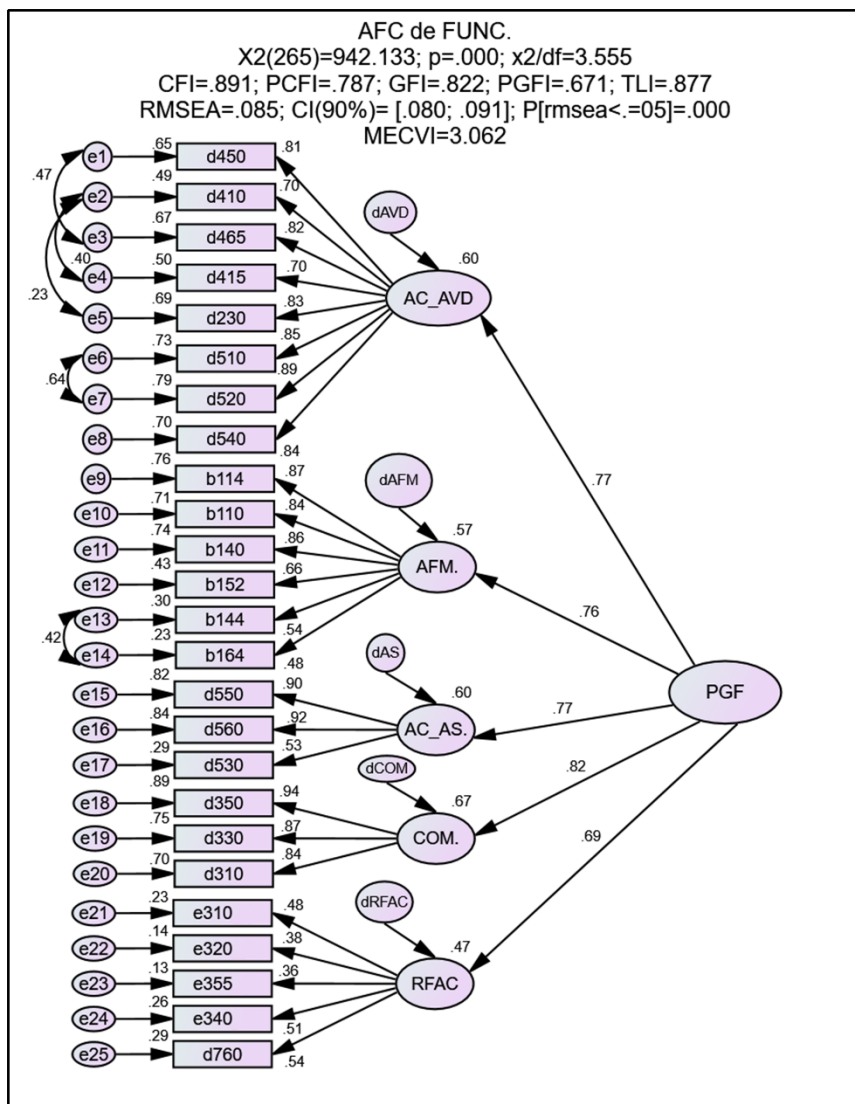 AFC de FUNC.
X2(265)=942.133; p=.000; x2/df=3.555
CFI=.891; PCFI=.787; GFI=.822; PGFI=.671; TLI=.877
RMSEA=.085; CI(90%)= [.080; .091]; P[rmsea<.=05]=.000
MECVI=3.062
e1 .65 d450 .81
.47
e2 .49 d410 .70
dAVD
e3 .67 d465 .82
.40
e4 .50 d415 .70
.60
AC_AVD
.23
e5 .69 d230 .83
e6 .73 d510 .85
.64
e7 .79 d520 .89
e8 .70 d540 .84
.77
e9 .76 b114 .87
dAFM
e10 .71 b110 .84
.57
e11 .74 b140 .86
AFM.
e12 .43 b152 .66
.76
e13 .30 b144 .54
.42
e14 .23 b164 .48
dAS
e15 .82 d550 .90
.60
PGF
e16 .84 d560 .92
AC_AS.
.77
e17 .29 d530 .53
dCOM
.82
e18 .89 d350 .94
.67
e19 .75 d330 .87
COM.
.69
e20 .70 d310 .84
e21 .23 e310 .48
dRFAC
e22 .14 e320 .38
.47
e23 .13 e355 .36
RFAC
e24 .26 e340 .51
e25 .29 d760 .54